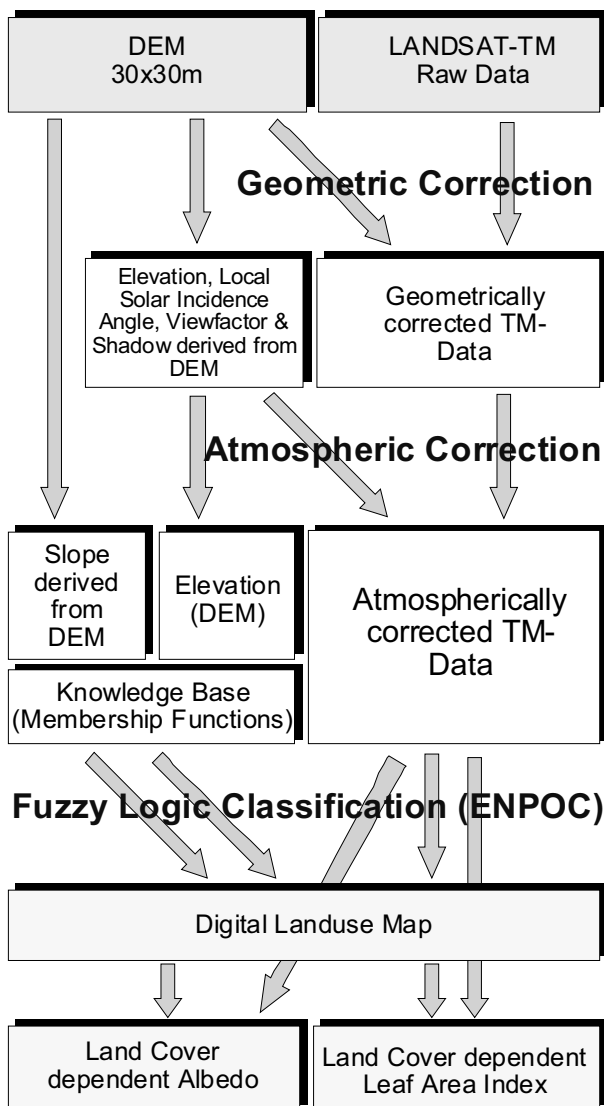 DEM
30x30m
LANDSAT-TM
Raw Data
Geometric Correction
Elevation, Local
Solar Incidence
Angle, Viewfactor &
Shadow derived from
DEM
Geometrically
corrected TM-
Data
Atmospheric Correction
Slope
derived
from
DEM
Elevation
(DEM)
Atmospherically
corrected TM-
Data
Knowledge Base
(Membership Functions)
Fuzzy Logic Classification (ENPOC)
Digital Landuse Map
Land Cover
dependent Albedo
Land Cover dependent
Leaf Area Index